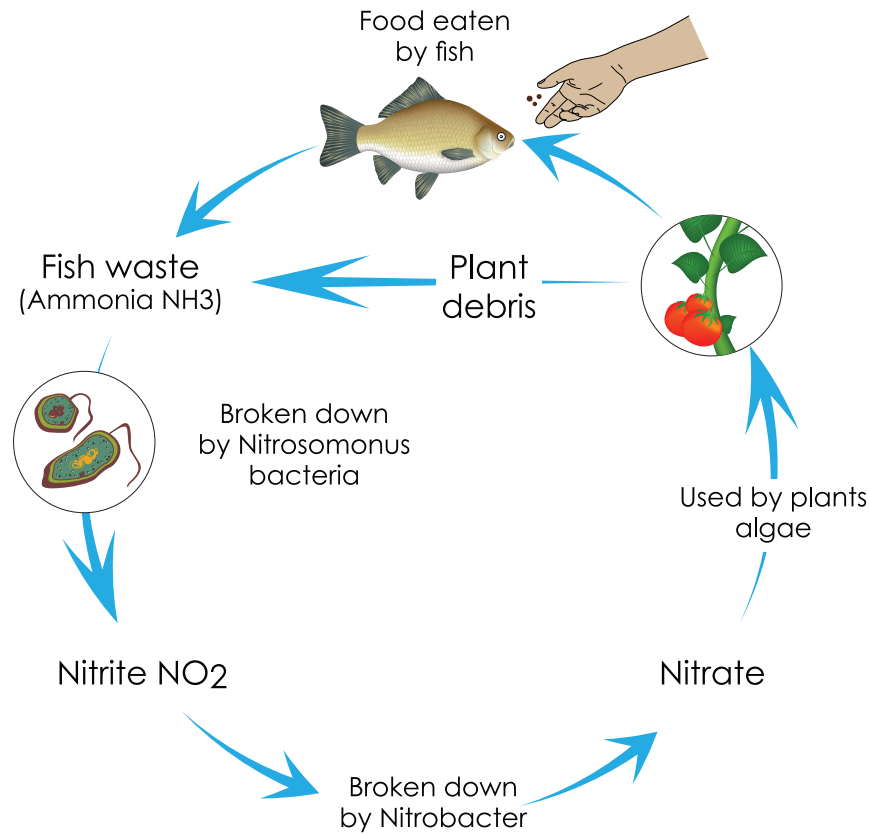 Food eaten
by fish
Fish waste
(Ammonia NH3)
Plant
debris
Broken down
by Nitrosomonus
bacteria
Used by plants
algae
Nitrite NO2
Nitrate
Broken down
by Nitrobacter